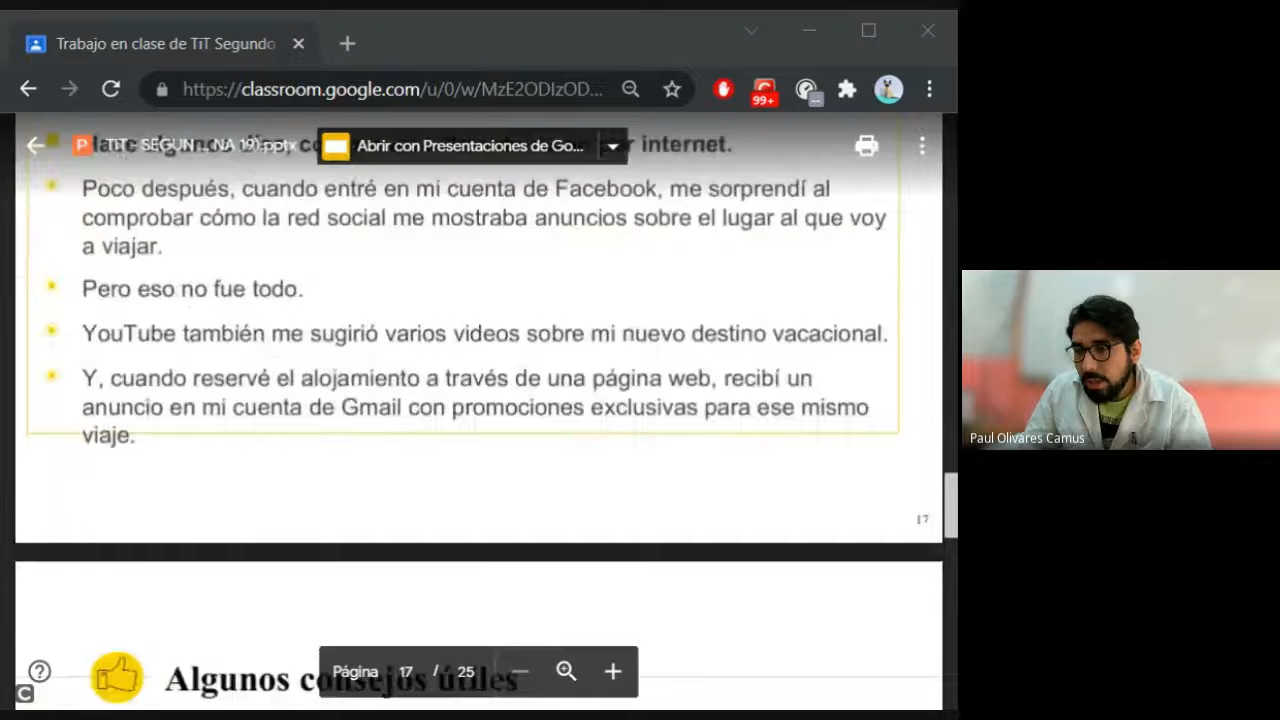 Trabajo en clase de TiT Segundo
https://classroom.google.com/u/0/w/MzE2ODIzOD...
99+
Abrir con Presentaciones de Go...
internet.
Poco después, cuando entré en mi cuenta de Facebook, me sorprendí al
comprobar cómo la red social me mostraba anuncios sobre el lugar al que voy
a viajar.
Pero eso no fue todo.
YouTube también me sugirió varios videos sobre mi nuevo destino vacacional.
Y, cuando reservé el alojamiento a través de una página web, recibí un
anuncio en mi cuenta de Gmail con promociones exclusivas para ese mismo
viaje.
17
Algunos consejos útiles
Página 17 / 25
Paul Olivares Camus